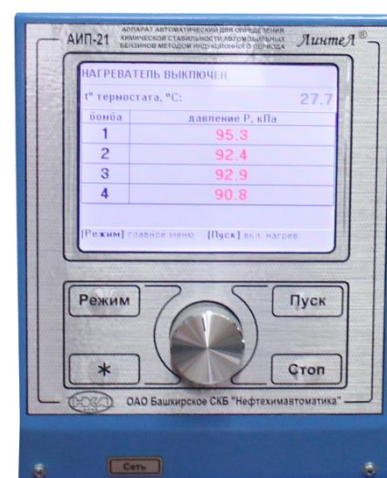 АИП-21
АППАРАТ АВТОМАТИЧЕСКИЙ ДЛЯ ОПРЕДЕЛЕНИЯ
ХИМИЧЕСКОЙ СТАБИЛЬНОСТИ АВТОМОБИЛЬНЫХ
БЕНЗИНОВ МЕТОДОМ ИНДУКЦИОННОГО ПЕРИОДА
ЛинтеЛ®
НАГРЕВАТЕЛЬ ВЫКЛЮЧЕН
t° термостата, °C: 27.7
бомба давление P, кПа
1 95.3
2 92.4
3 92.9
4 90.8
[Режим] главное меню [Пуск] вкл. нагрев
Режим Пуск
* Стоп
ОАО Башкирское СКБ "Нефтехимавтоматика"
Сеть